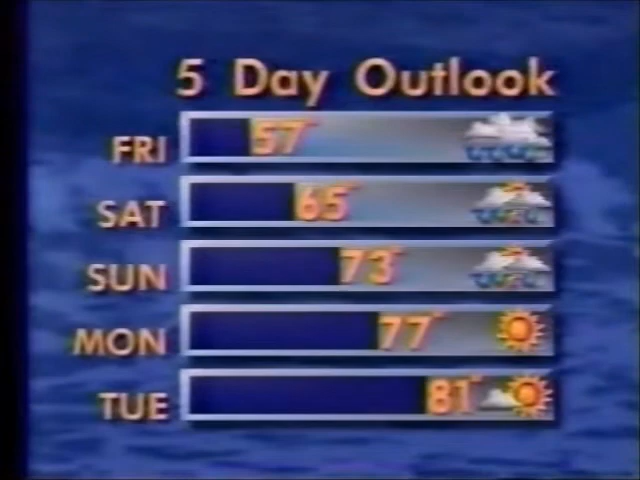 5 Day Outlook
FRI 57°
SAT 65°
SUN 73°
MON 77°
TUE 81°